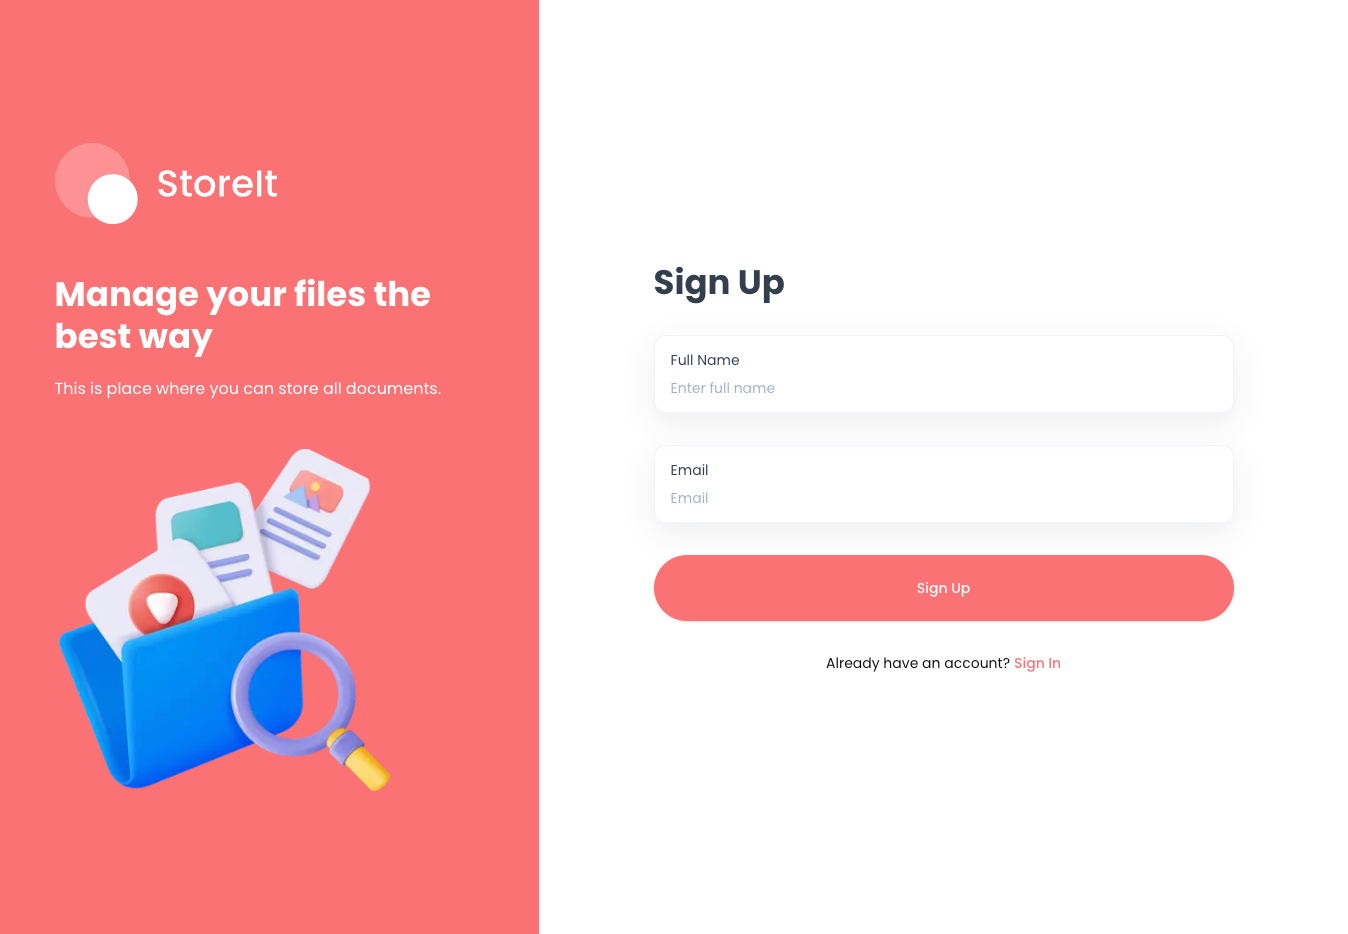 StoreIt
Manage your files the
best way
This is place where you can store all documents.
Sign Up
Full Name
Enter full name
Email
Email
Sign Up
Already have an account? Sign In